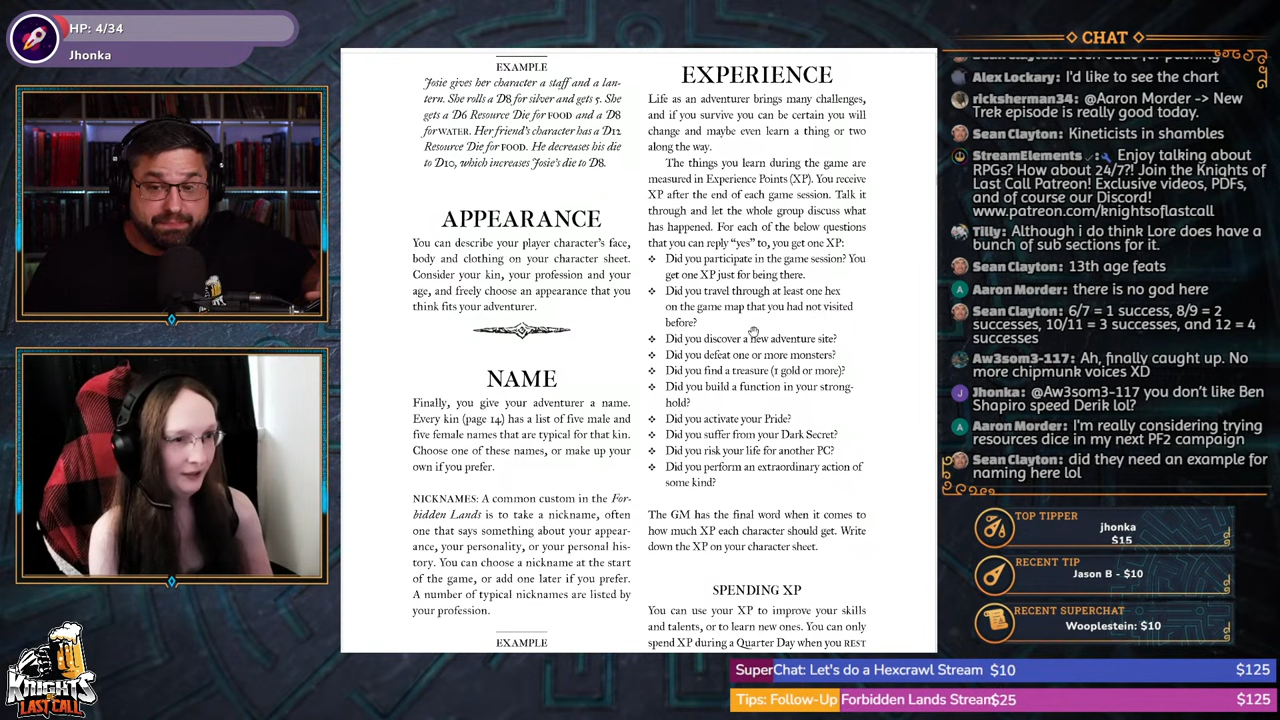 HP: 4/34
Jhonka
EXAMPLE
Josie gives her character a staff and a lan-
tern. She rolls a D8 for silver and gets 5. She
gets a D6 Resource Die for FOOD and a D8
for WATER. Her friend's character has a D12
Resource Die for FOOD. He decreases his die
to D10, which increases Josie's die to D8.
APPEARANCE
You can describe your player character's face,
body and clothing on your character sheet.
Consider your kin, your profession and your
age, and freely choose an appearance that you
think fits your adventurer.
NAME
Finally, you give your adventurer a name.
Every kin (page 14) has a list of five male and
five female names that are typical for that kin.
Choose one of these names, or make up your
own if you prefer.
NICKNAMES: A common custom in the For-
bidden Lands is to take a nickname, often
one that says something about your appear-
ance, your personality, or your personal his-
tory. You can choose a nickname at the start
of the game, or add one later if you prefer.
A number of typical nicknames are listed by
your profession.
EXAMPLE
EXPERIENCE
Life as an adventurer brings many challenges,
and if you survive you can be certain you will
change and maybe even learn a thing or two
along the way.
The things you learn during the game are
measured in Experience Points (XP). You receive
XP after the end of each game session. Talk it
through and let the whole group discuss what
has happened. For each of the below questions
that you can reply “yes” to, you get one XP:
❖ Did you participate in the game session? You
get one XP just for being there.
❖ Did you travel through at least one hex
on the game map that you had not visited
before?
❖ Did you discover a new adventure site?
❖ Did you defeat one or more monsters?
❖ Did you find a treasure (1 gold or more)?
❖ Did you build a function in your strong-
hold?
❖ Did you activate your Pride?
❖ Did you suffer from your Dark Secret?
❖ Did you risk your life for another PC?
❖ Did you perform an extraordinary action of
some kind?
The GM has the final word when it comes to
how much XP each character should get. Write
down the XP on your character sheet.
SPENDING XP
You can use your XP to improve your skills
and talents, or to learn new ones. You can only
spend XP during a Quarter Day when you REST
CHAT
Alex Lockary: I'd like to see the chart
ricksherman34: @Aaron Morder -> New
Trek episode is really good today.
Sean Clayton: Kineticists in shambles
StreamElements: Enjoy talking about
RPGs? How about 24/7?! Join the Knights of
Last Call Patreon! Exclusive videos, PDFs,
and of course our Discord!
www.patreon.com/knightsoflastcall
Tilly: Although i do think Lore does have a
bunch of sub sections for it.
Sean Clayton: 13th age feats
Aaron Morder: there is no god here
Sean Clayton: 6/7 = 1 success, 8/9 = 2
successes, 10/11 = 3 successes, and 12 = 4
successes
Aw3som3-117: Ah, finally caught up. No
more chipmunk voices XD
Jhonka: @Aw3som3-117 you don't like Ben
Shapiro speed Derik lol?
Aaron Morder: I'm really considering trying
resources dice in my next PF2 campaign
Sean Clayton: did they need an example for
naming here lol
TOP TIPPER
jhonka
$15
RECENT TIP
Jason B - $10
RECENT SUPERCHAT
Wooplestein: $10
SuperChat: Let's do a Hexcrawl Stream $10 $125
Tips: Follow-Up Forbidden Lands Stream $25 $125
KNIGHTS
OF
LAST CALL